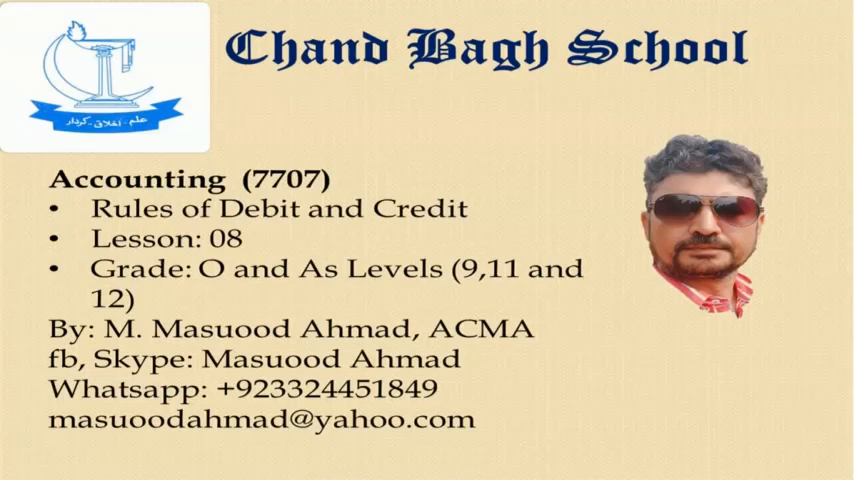 Chand Bagh School
علم - اخلاق - کردار
Accounting (7707)
• Rules of Debit and Credit
• Lesson: 08
• Grade: O and As Levels (9,11 and
12)
By: M. Masuood Ahmad, ACMA
fb, Skype: Masuood Ahmad
Whatsapp: +923324451849
masuoodahmad@yahoo.com